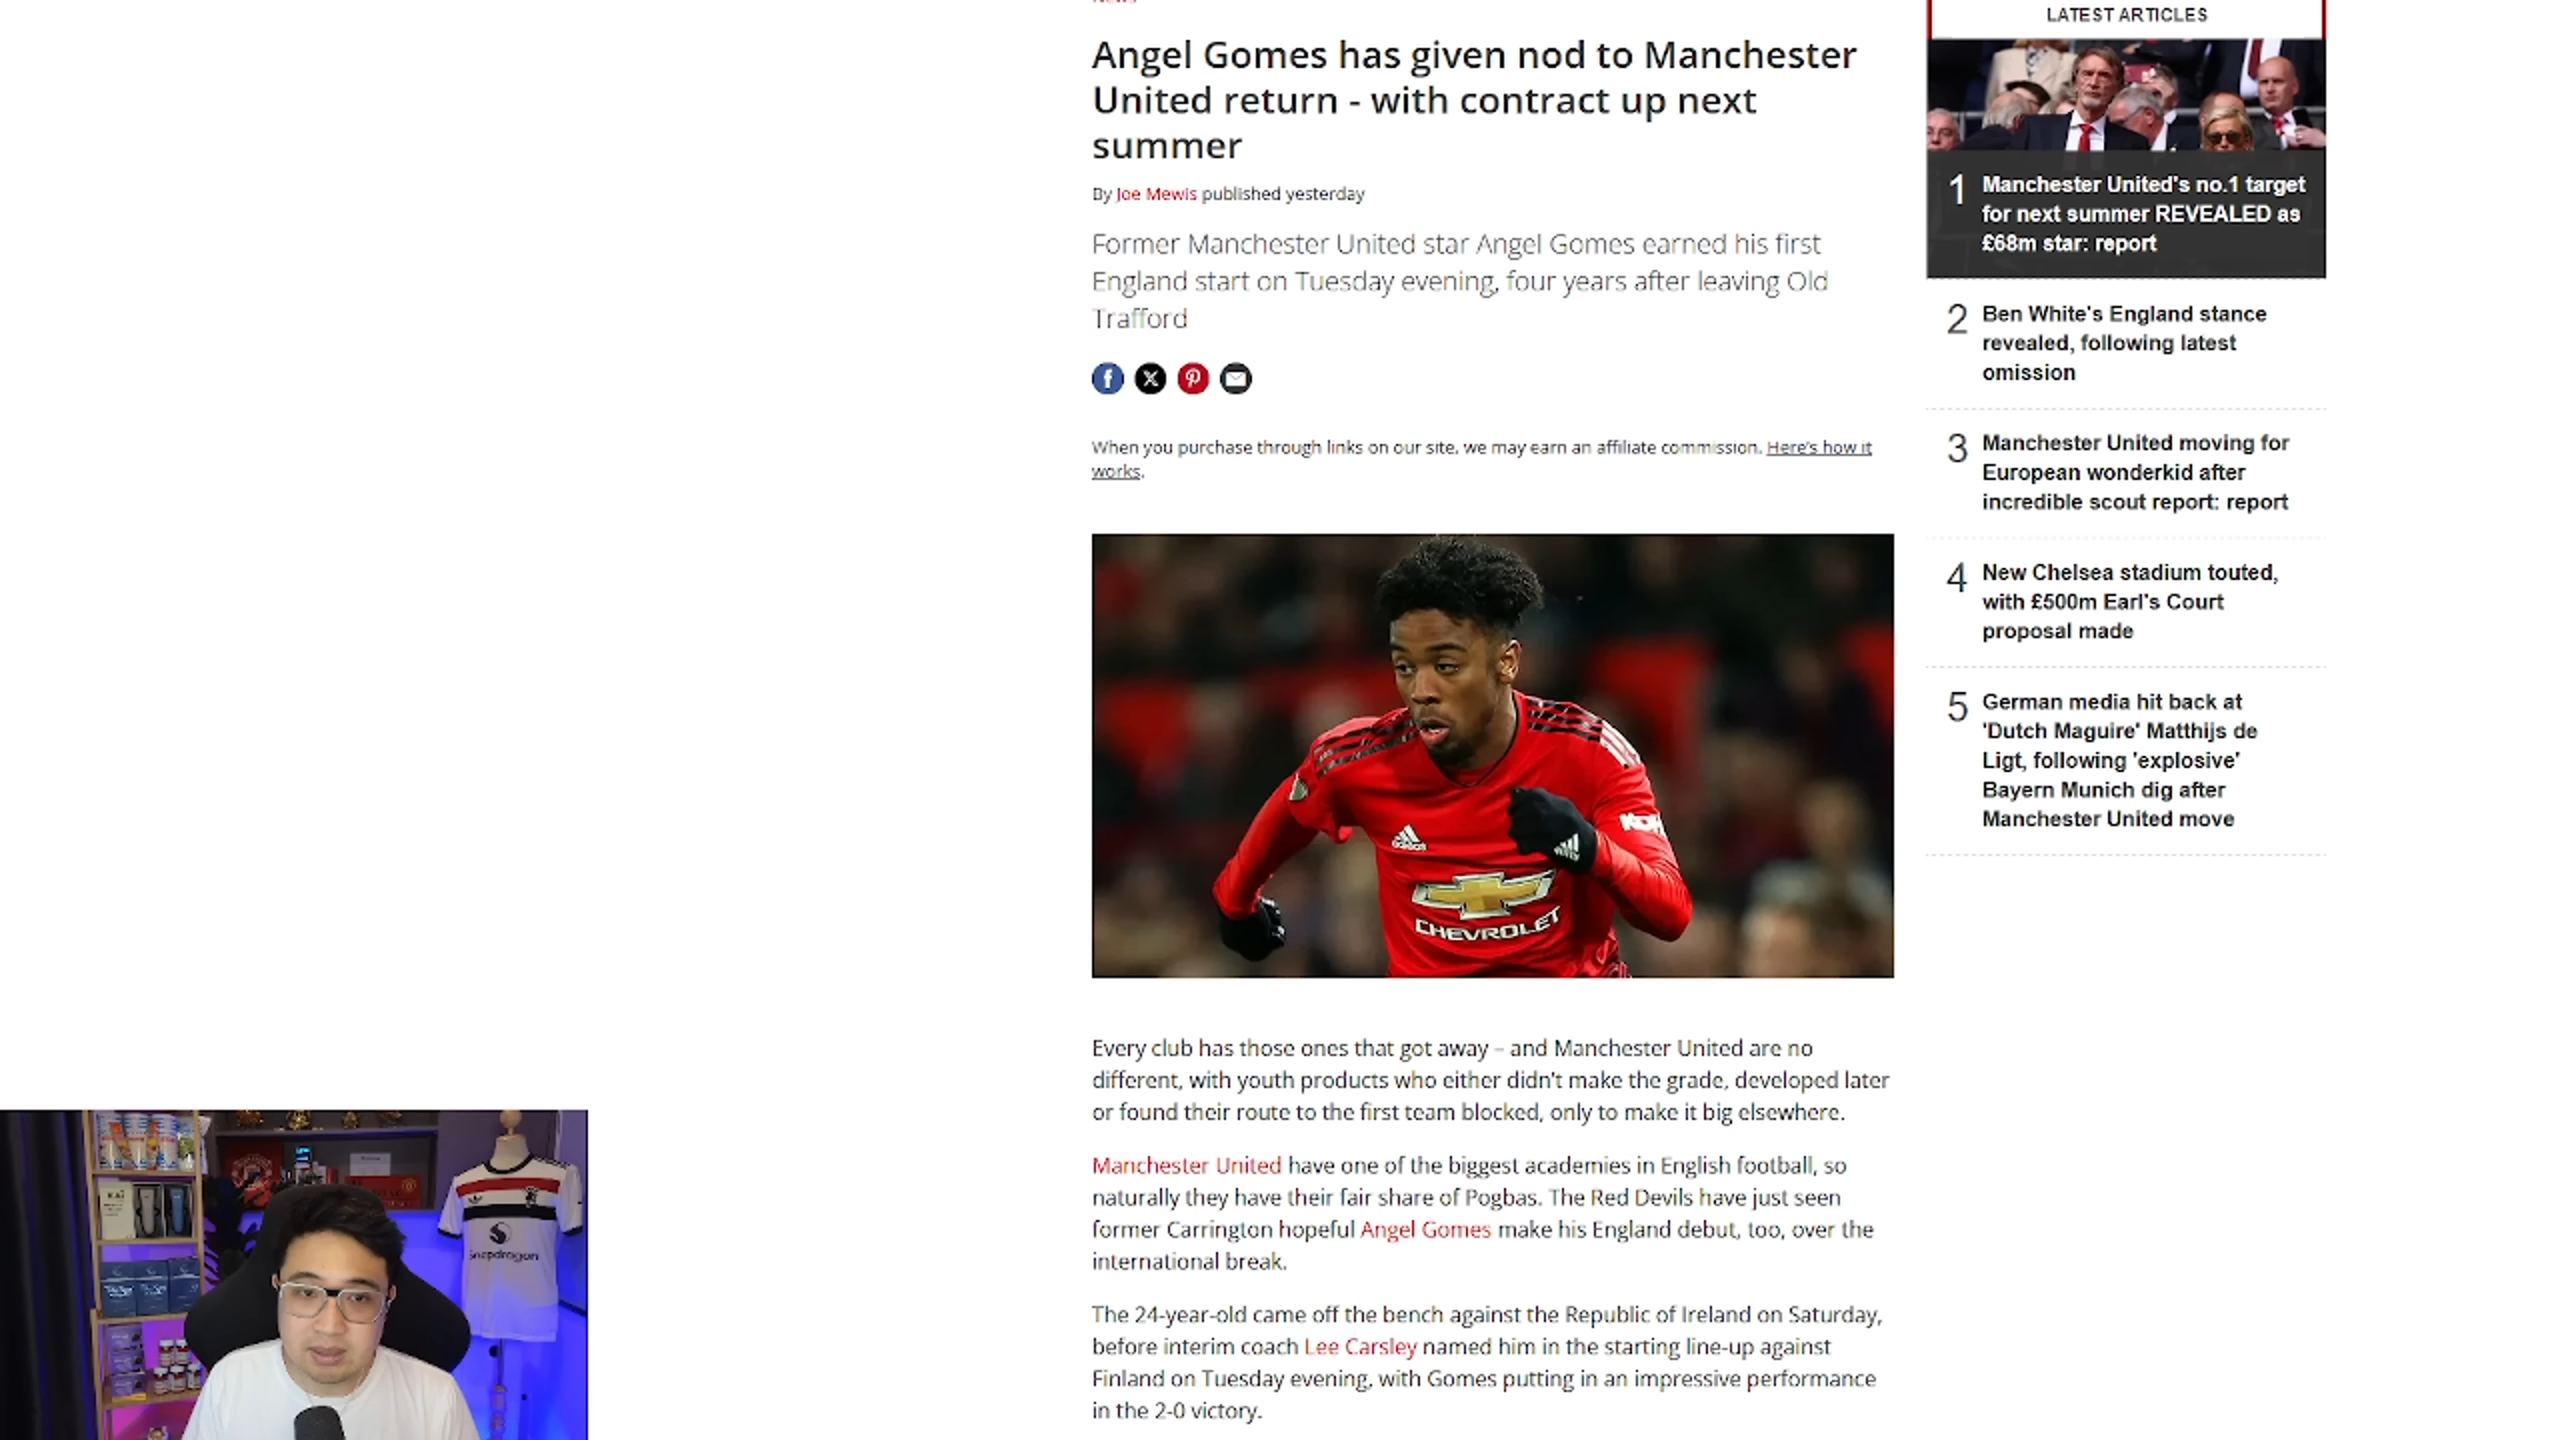 Angel Gomes has given nod to Manchester
United return - with contract up next
summer
By Joe Mewis published yesterday
Former Manchester United star Angel Gomes earned his first
England start on Tuesday evening, four years after leaving Old
Trafford
When you purchase through links on our site, we may earn an affiliate commission. Here's how it
works.
adidas
CHEVROLET
Every club has those ones that got away – and Manchester United are no
different, with youth products who either didn't make the grade, developed later
or found their route to the first team blocked, only to make it big elsewhere.
Manchester United have one of the biggest academies in English football, so
naturally they have their fair share of Pogbas. The Red Devils have just seen
former Carrington hopeful Angel Gomes make his England debut, too, over the
international break.
The 24-year-old came off the bench against the Republic of Ireland on Saturday,
before interim coach Lee Carsley named him in the starting line-up against
Finland on Tuesday evening, with Gomes putting in an impressive performance
in the 2-0 victory.
LATEST ARTICLES
1 Manchester United's no.1 target
for next summer REVEALED as
£68m star: report
2 Ben White's England stance
revealed, following latest
omission
3 Manchester United moving for
European wonderkid after
incredible scout report: report
4 New Chelsea stadium touted,
with £500m Earl's Court
proposal made
5 German media hit back at
'Dutch Maguire' Matthijs de
Ligt, following 'explosive'
Bayern Munich dig after
Manchester United move
Snapdragon